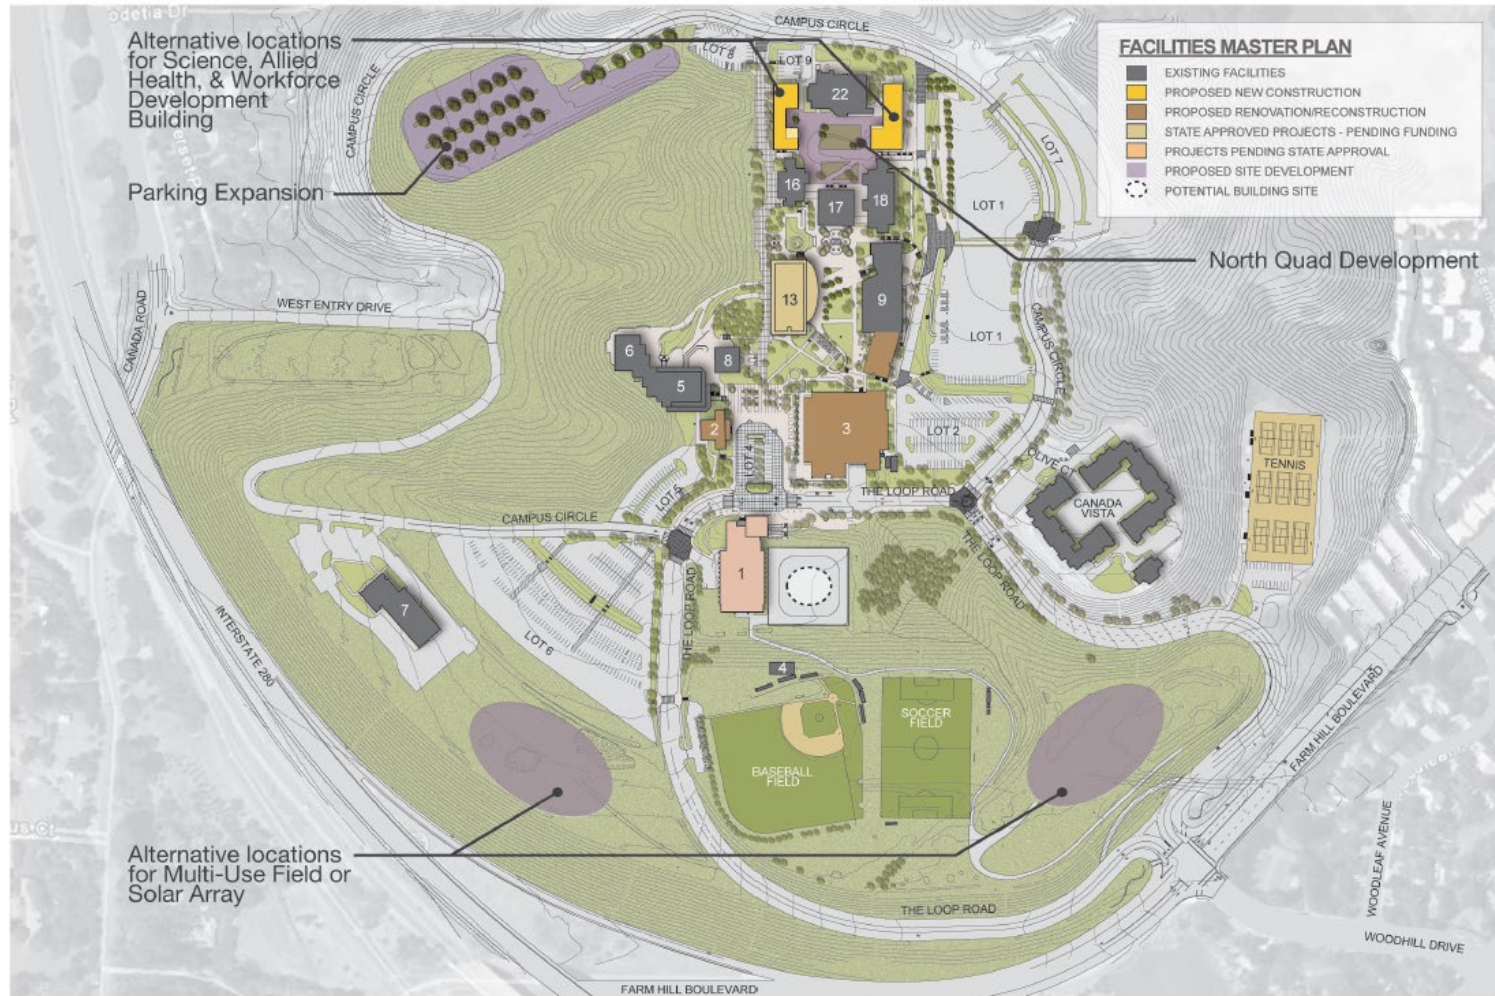 odetia Dr
CAMPUS CIRCLE
Alternative locations
for Science, Allied
Health, & Workforce
Development
Building
LOT 8
LOT 9
FACILITIES MASTER PLAN
EXISTING FACILITIES
PROPOSED NEW CONSTRUCTION
PROPOSED RENOVATION/RECONSTRUCTION
STATE APPROVED PROJECTS - PENDING FUNDING
PROJECTS PENDING STATE APPROVAL
PROPOSED SITE DEVELOPMENT
POTENTIAL BUILDING SITE
CAMPUS CIRCLE
22
LOT 7
Parking Expansion
16
17
18
LOT 1
North Quad Development
CANADA ROAD
WEST ENTRY DRIVE
13
9
CAMPUS CIRCLE
LOT 1
6
8
5
2
3
LOT 2
LOT 4
OLIVE CT
TENNIS
LOT 5
THE LOOP ROAD
CANADA
VISTA
CAMPUS CIRCLE
THE LOOP ROAD
1
7
THE LOOP ROAD
LOT 6
INTERSTATE 280
4
SOCCER
FIELD
BASEBALL
FIELD
FARM HILL BOULEVARD
Alternative locations
for Multi-Use Field or
Solar Array
THE LOOP ROAD
WOODLEAF AVENUE
WOODHILL DRIVE
FARM HILL BOULEVARD